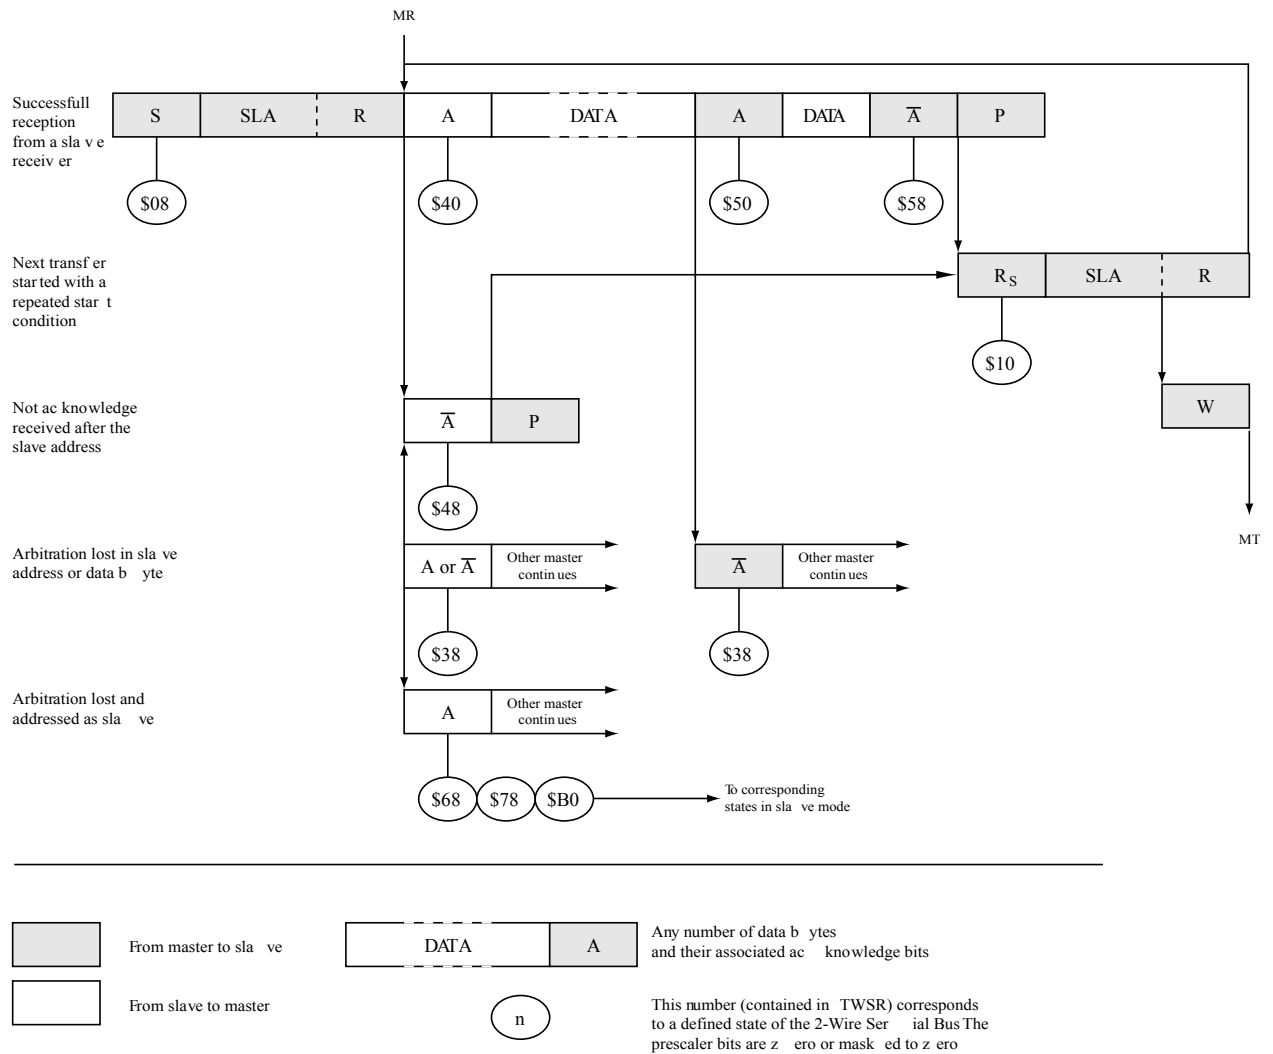 MR
Successfull
reception
from a sla v e
receiv er
S SLA R A DATA A DATA A P
$08 $40 $50 $58
Next transf er
star ted with a
repeated star t
condition
RS SLA R
$10
Not ac knowledge
received after the
slave address
A P
W
$48
MT
Arbitration lost in sla ve
address or data b yte
A or A
Other master
contin ues
A
Other master
contin ues
$38 $38
Arbitration lost and
addressed as sla ve
A
Other master
contin ues
$68 $78 $B0
To corresponding
states in sla ve mode
From master to sla ve
DATA A
Any number of data b ytes
and their associated ac knowledge bits
From slave to master
n
This number (contained in TWSR) corresponds
to a defined state of the 2-Wire Ser ial Bus The
prescaler bits are z ero or mask ed to z ero